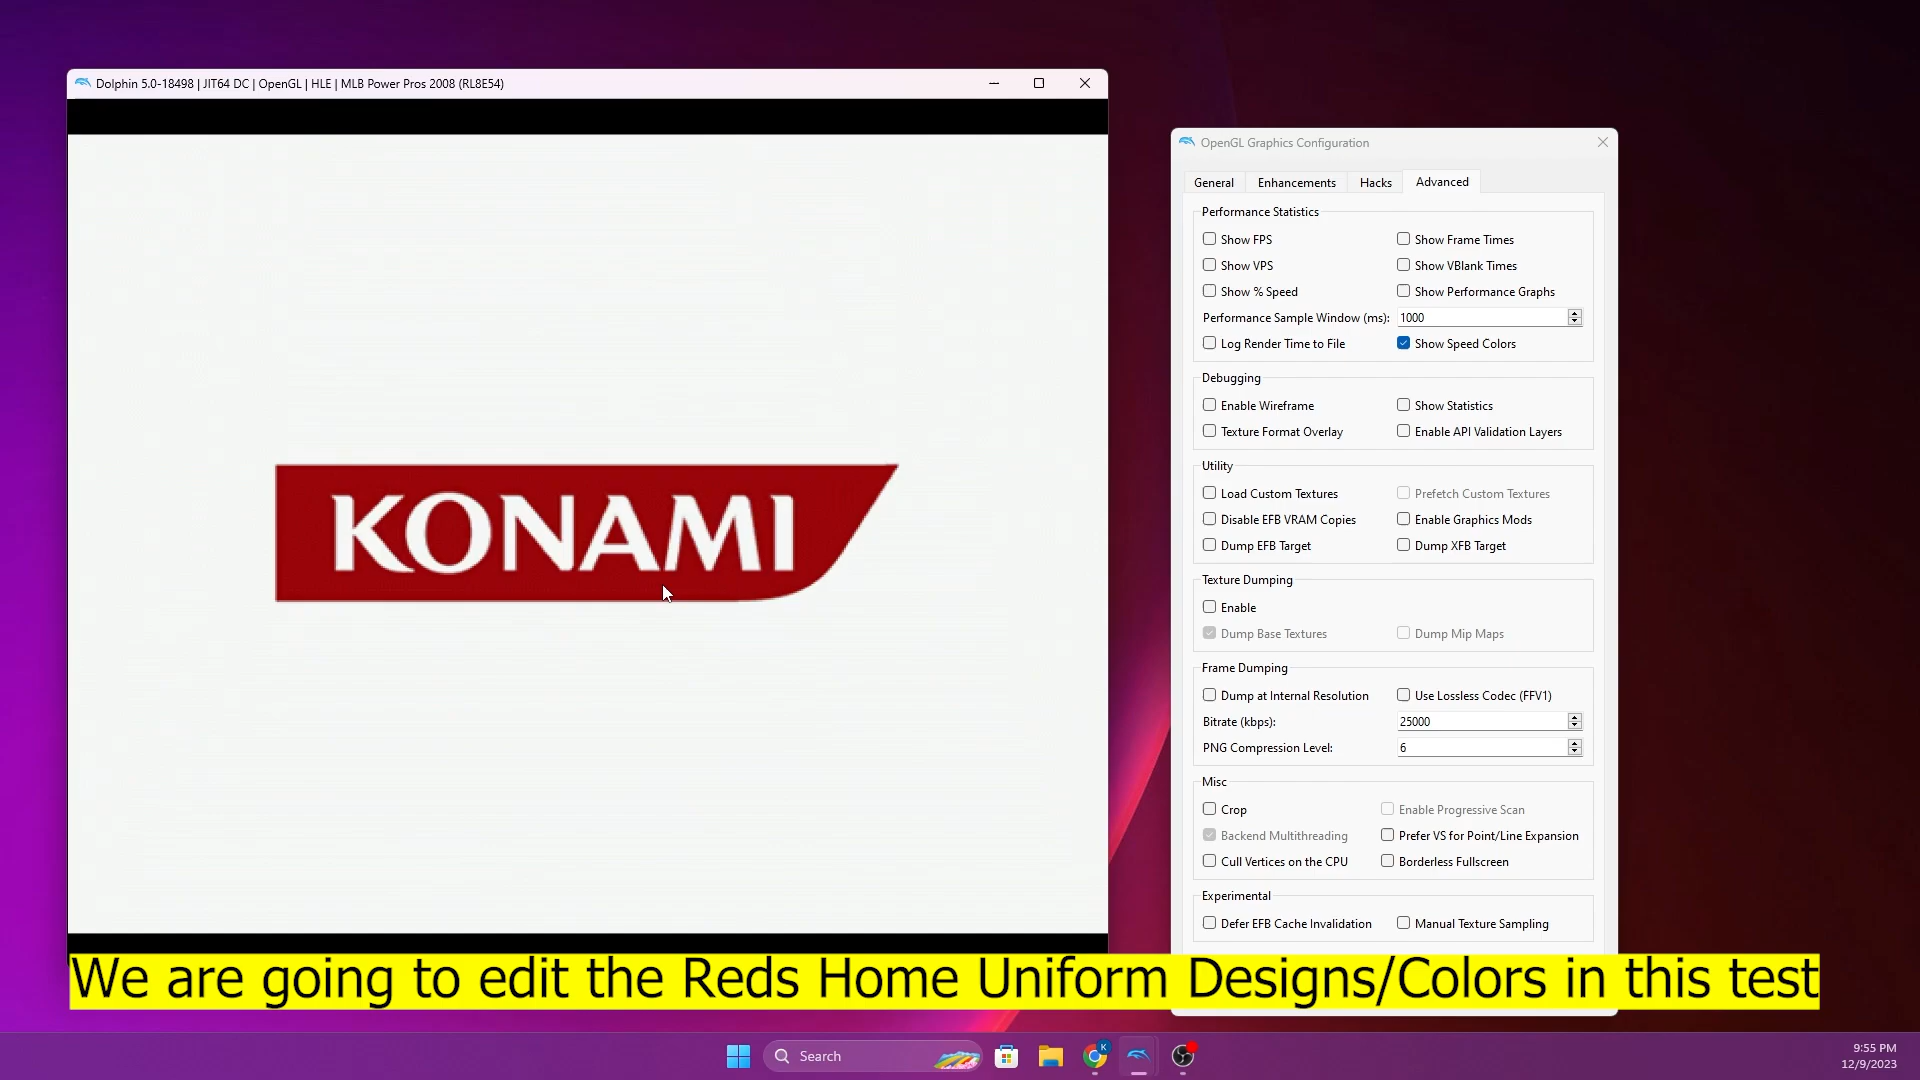 Dolphin 5.0-18498 | JIT64 DC | OpenGL | HLE | MLB Power Pros 2008 (RL8E54)
KONAMI
OpenGL Graphics Configuration
General Enhancements Hacks Advanced
Performance Statistics
Show FPS Show Frame Times
Show VPS Show VBlank Times
Show % Speed Show Performance Graphs
Performance Sample Window (ms): 1000
Log Render Time to File Show Speed Colors
Debugging
Enable Wireframe Show Statistics
Texture Format Overlay Enable API Validation Layers
Utility
Load Custom Textures Prefetch Custom Textures
Disable EFB VRAM Copies Enable Graphics Mods
Dump EFB Target Dump XFB Target
Texture Dumping
Enable
Dump Base Textures Dump Mip Maps
Frame Dumping
Dump at Internal Resolution Use Lossless Codec (FFV1)
Bitrate (kbps): 25000
PNG Compression Level: 6
Misc
Crop Enable Progressive Scan
Backend Multithreading Prefer VS for Point/Line Expansion
Cull Vertices on the CPU Borderless Fullscreen
Experimental
Defer EFB Cache Invalidation Manual Texture Sampling
We are going to edit the Reds Home Uniform Designs/Colors in this test
Search
K
9:55 PM
12/9/2023